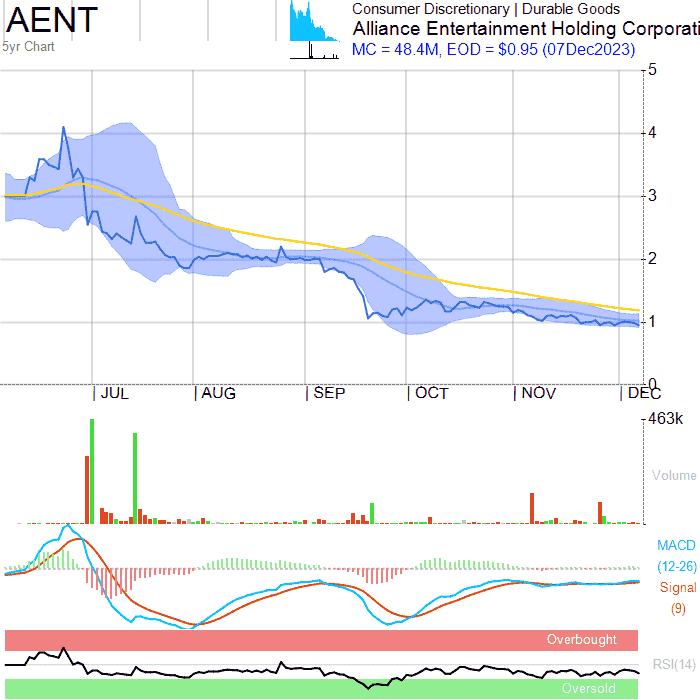 AENT
5yr Chart
Consumer Discretionary | Durable Goods
Alliance Entertainment Holding Corporati
MC = 48.4M, EOD = $0.95 (07Dec2023)
5
4
3
2
1
0
JUL AUG SEP OCT NOV DEC
463k
Volume
MACD
(12-26)
Signal
(9)
Overbought
RSI(14)
Oversold